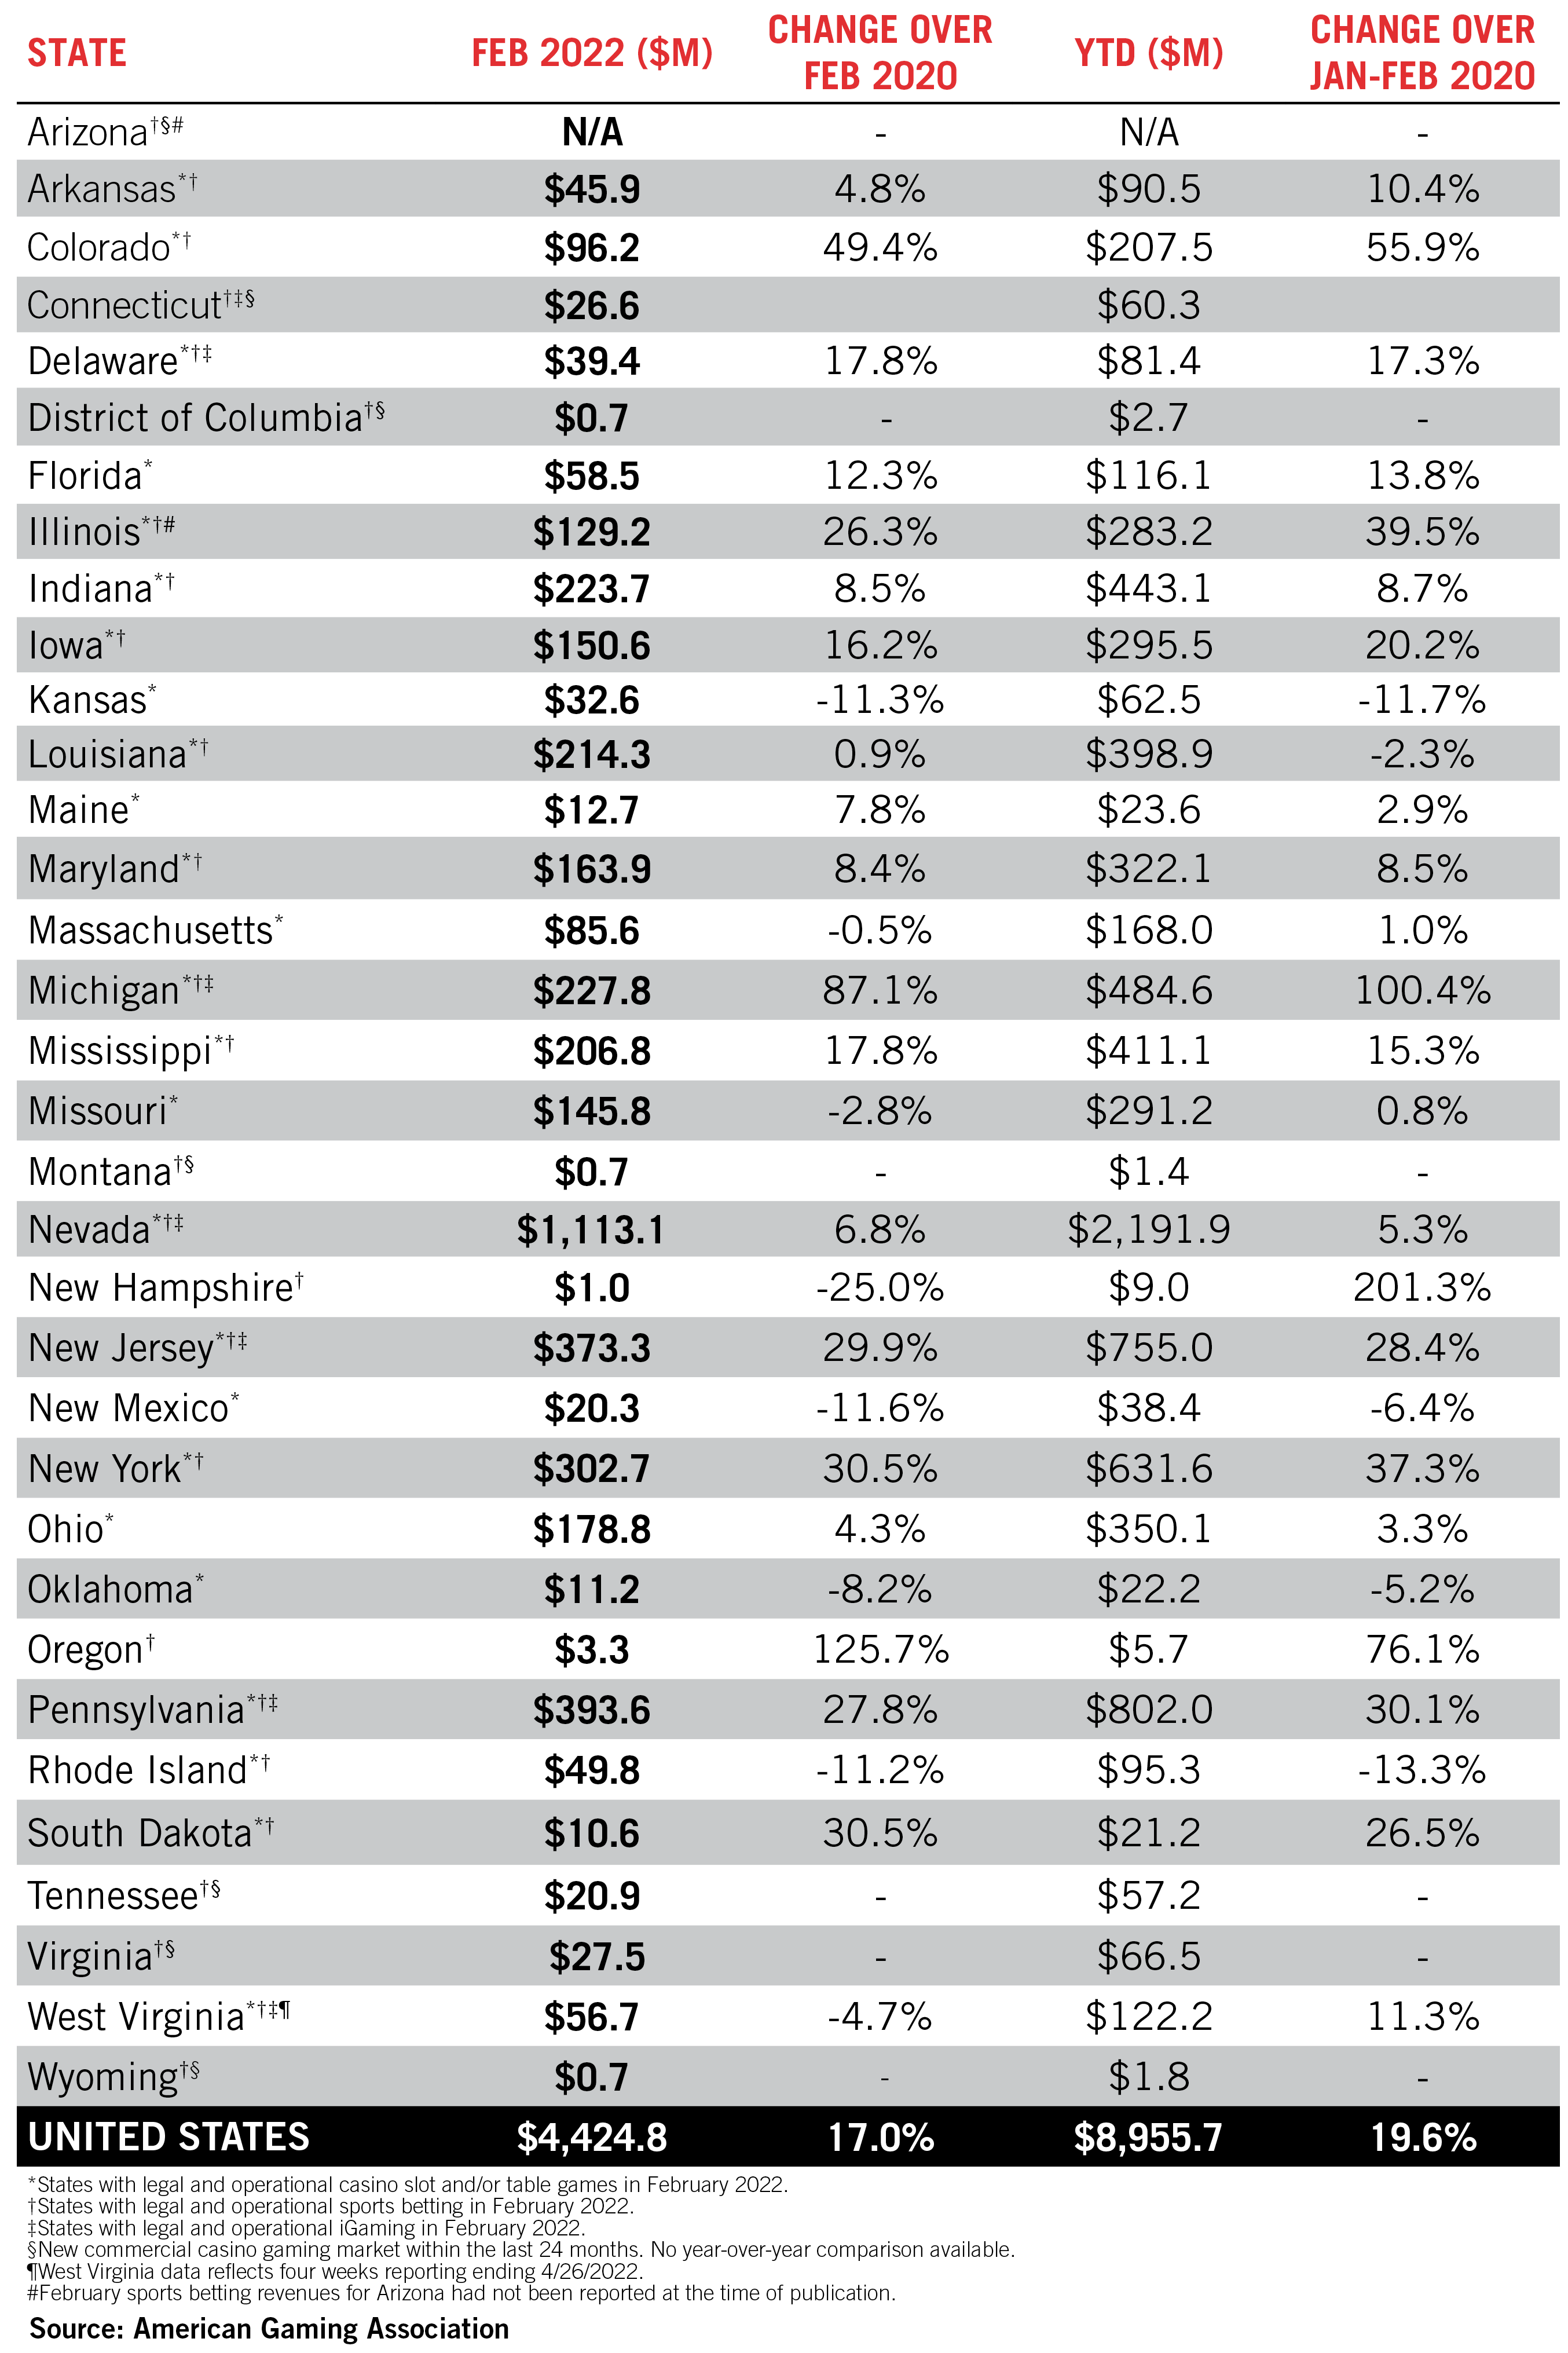 STATE FEB 2022 ($M) CHANGE OVER FEB 2020 YTD ($M) CHANGE OVER JAN-FEB 2020
Arizona†§# N/A - N/A -
Arkansas*† $45.9 4.8% $90.5 10.4%
Colorado*† $96.2 49.4% $207.5 55.9%
Connecticut†‡§ $26.6 $60.3
Delaware*†‡ $39.4 17.8% $81.4 17.3%
District of Columbia†§ $0.7 - $2.7 -
Florida* $58.5 12.3% $116.1 13.8%
Illinois*†# $129.2 26.3% $283.2 39.5%
Indiana*† $223.7 8.5% $443.1 8.7%
Iowa*† $150.6 16.2% $295.5 20.2%
Kansas* $32.6 -11.3% $62.5 -11.7%
Louisiana*† $214.3 0.9% $398.9 -2.3%
Maine* $12.7 7.8% $23.6 2.9%
Maryland*† $163.9 8.4% $322.1 8.5%
Massachusetts* $85.6 -0.5% $168.0 1.0%
Michigan*†‡ $227.8 87.1% $484.6 100.4%
Mississippi*† $206.8 17.8% $411.1 15.3%
Missouri* $145.8 -2.8% $291.2 0.8%
Montana†§ $0.7 - $1.4 -
Nevada*†‡ $1,113.1 6.8% $2,191.9 5.3%
New Hampshire† $1.0 -25.0% $9.0 201.3%
New Jersey*†‡ $373.3 29.9% $755.0 28.4%
New Mexico* $20.3 -11.6% $38.4 -6.4%
New York*† $302.7 30.5% $631.6 37.3%
Ohio* $178.8 4.3% $350.1 3.3%
Oklahoma* $11.2 -8.2% $22.2 -5.2%
Oregon† $3.3 125.7% $5.7 76.1%
Pennsylvania*†‡ $393.6 27.8% $802.0 30.1%
Rhode Island*† $49.8 -11.2% $95.3 -13.3%
South Dakota*† $10.6 30.5% $21.2 26.5%
Tennessee†§ $20.9 - $57.2 -
Virginia†§ $27.5 - $66.5 -
West Virginia*†‡¶ $56.7 -4.7% $122.2 11.3%
Wyoming†§ $0.7 - $1.8 -
UNITED STATES $4,424.8 17.0% $8,955.7 19.6%
*States with legal and operational casino slot and/or table games in February 2022.
†States with legal and operational sports betting in February 2022.
‡States with legal and operational iGaming in February 2022.
§New commercial casino gaming market within the last 24 months. No year-over-year comparison available.
¶West Virginia data reflects four weeks reporting ending 4/26/2022.
#February sports betting revenues for Arizona had not been reported at the time of publication.
Source: American Gaming Association